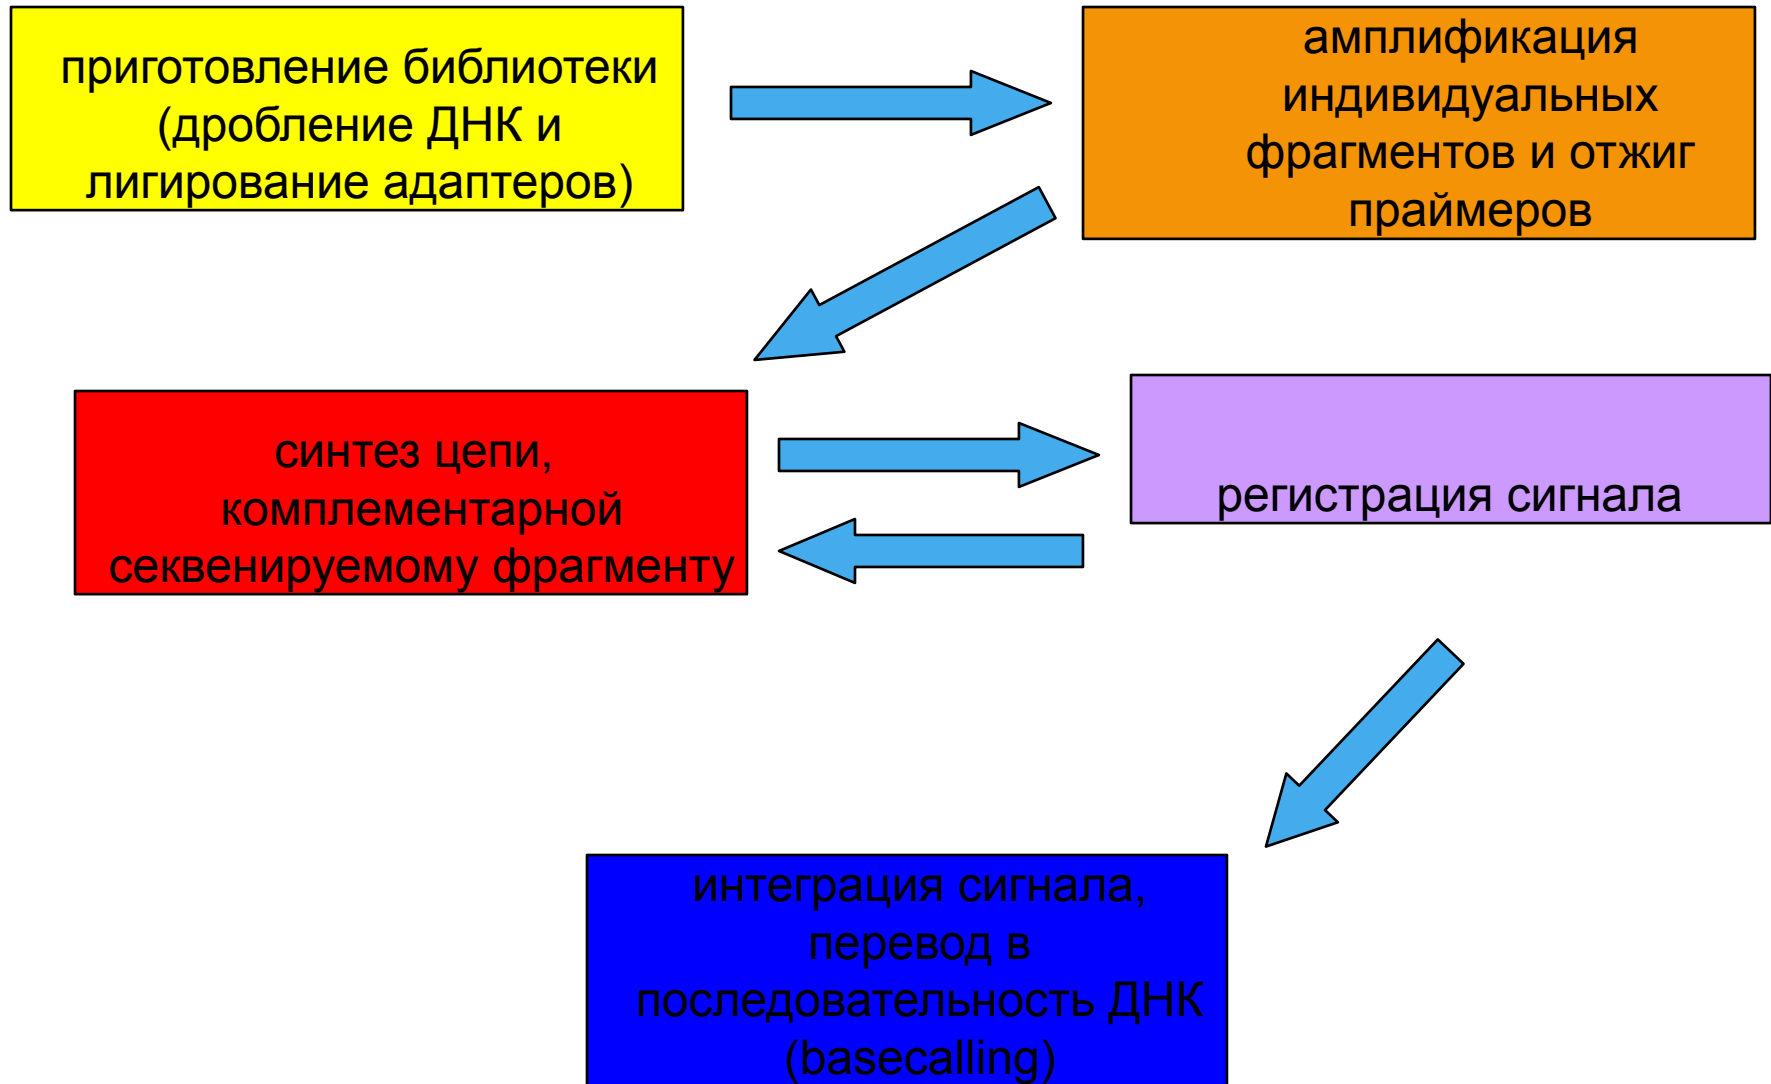 приготовление библиотеки
(дробление ДНК и
лигирование адаптеров)
амплификация
индивидуальных
фрагментов и отжиг
праймеров
синтез цепи,
комплементарной
секвенируемому фрагменту
регистрация сигнала
интеграция сигнала,
перевод в
последовательность ДНК
(basecalling)